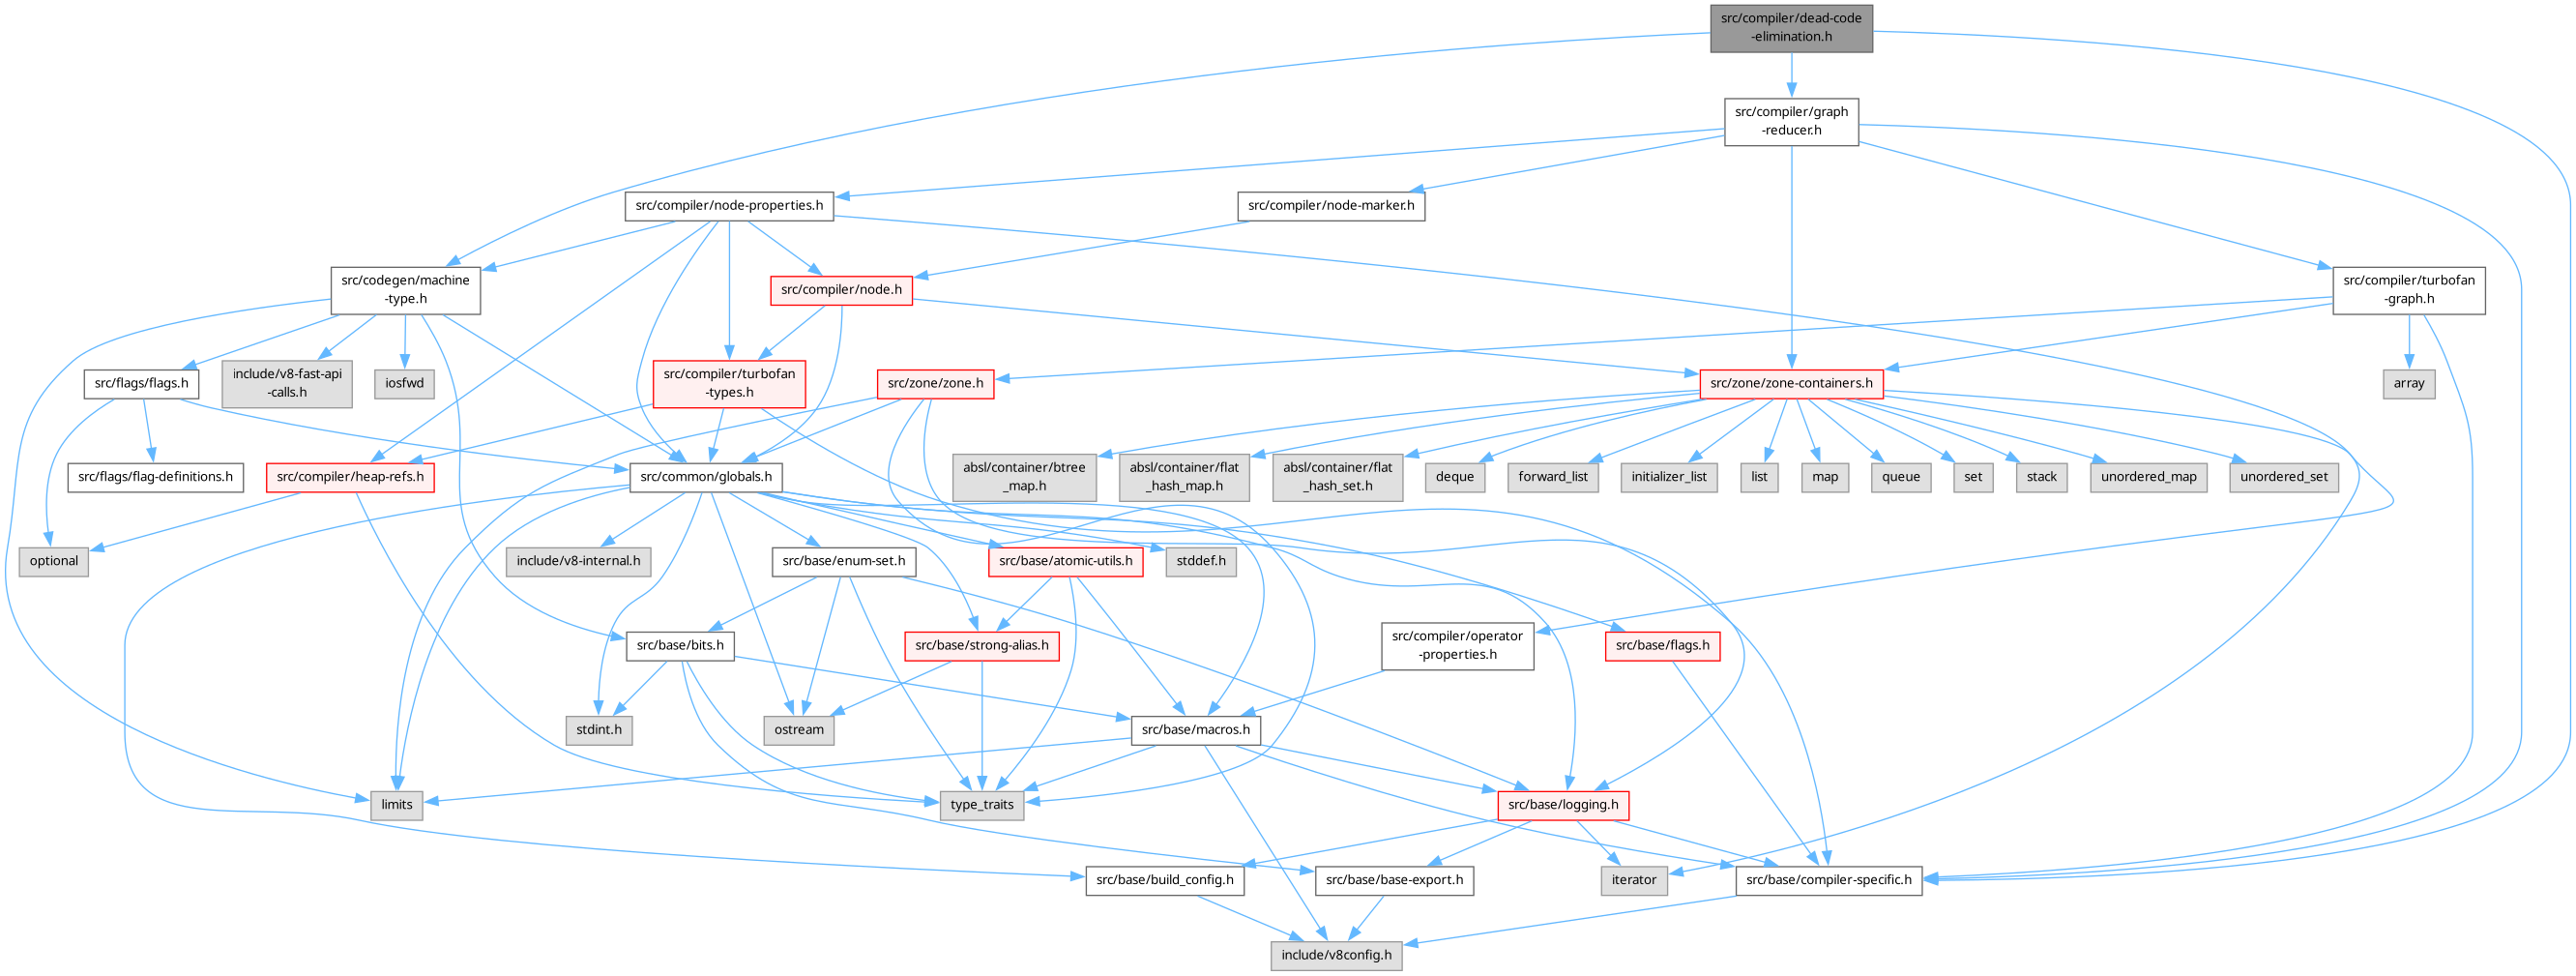 src/compiler/dead-code
-elimination.h
src/compiler/graph
-reducer.h
src/compiler/node-properties.h
src/compiler/node-marker.h
src/codegen/machine
-type.h
src/compiler/node.h
src/compiler/turbofan
-graph.h
src/flags/flags.h
include/v8-fast-api
-calls.h
iosfwd
src/compiler/turbofan
-types.h
src/zone/zone.h
src/zone/zone-containers.h
array
src/flags/flag-definitions.h
src/compiler/heap-refs.h
src/common/globals.h
absl/container/btree
_map.h
absl/container/flat
_hash_map.h
absl/container/flat
_hash_set.h
deque
forward_list
initializer_list
list
map
queue
set
stack
unordered_map
unordered_set
optional
include/v8-internal.h
src/base/enum-set.h
src/base/atomic-utils.h
stddef.h
src/base/bits.h
src/base/strong-alias.h
src/compiler/operator
-properties.h
src/base/flags.h
stdint.h
ostream
src/base/macros.h
limits
type_traits
src/base/logging.h
src/base/build_config.h
src/base/base-export.h
iterator
src/base/compiler-specific.h
include/v8config.h